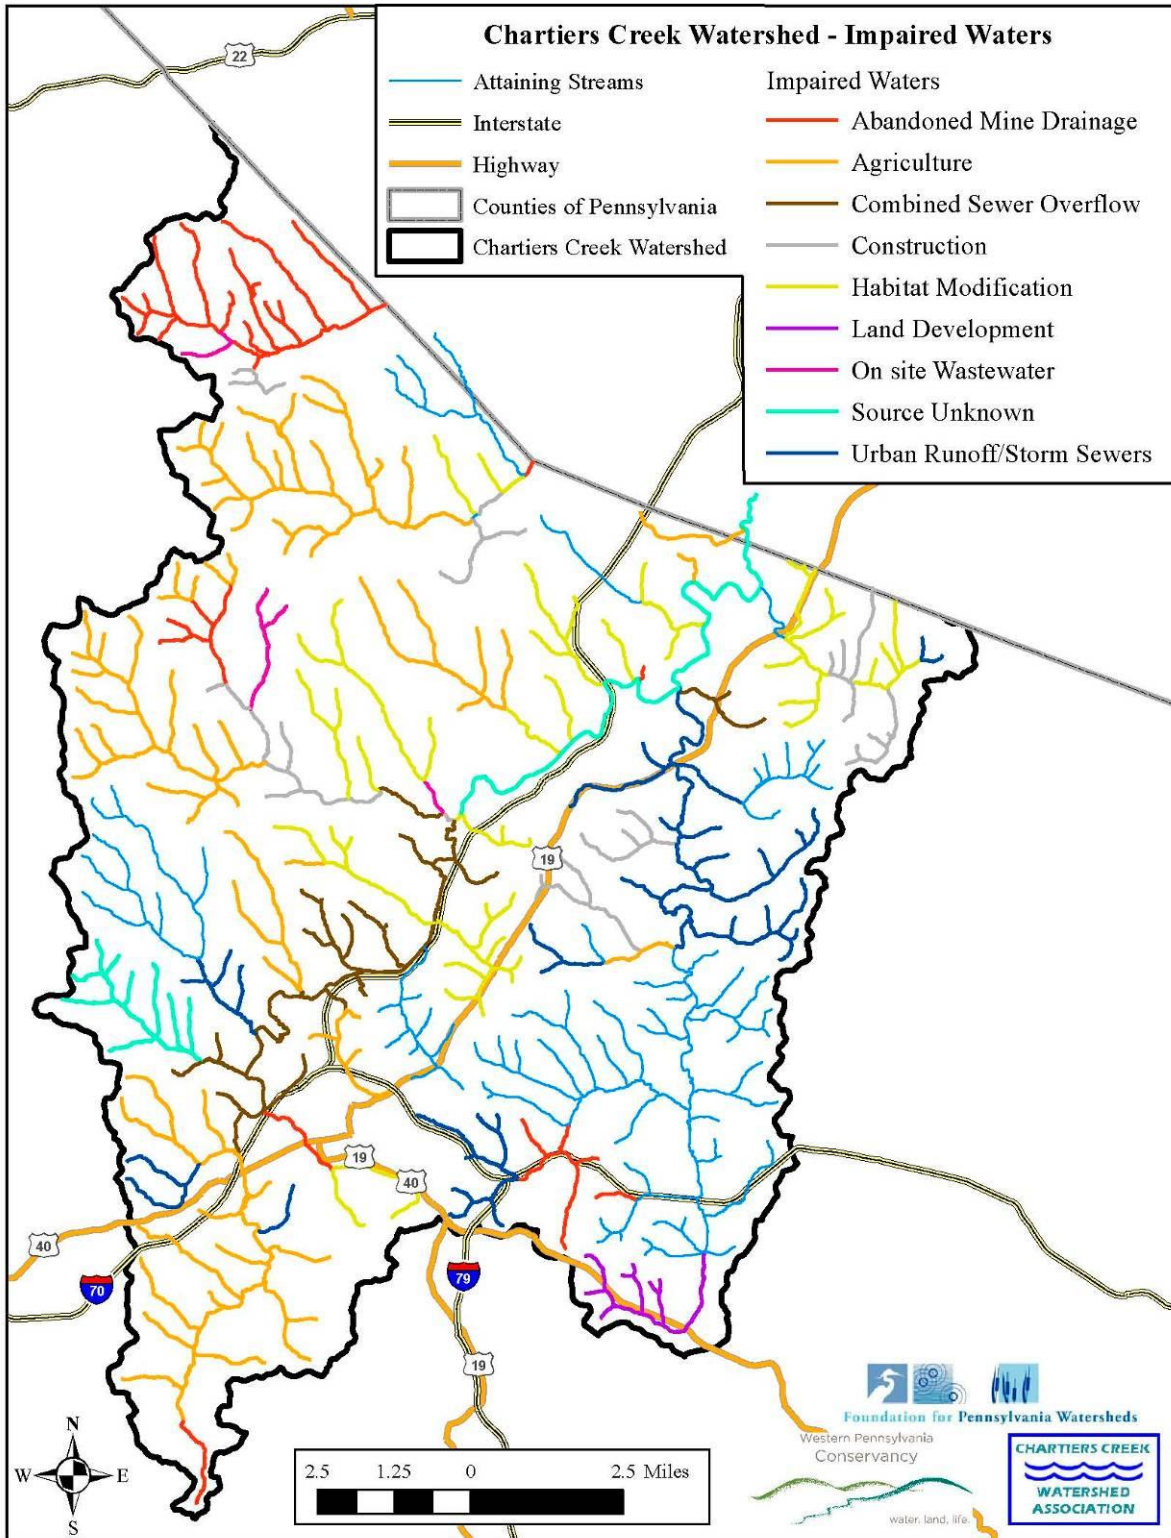 Chartiers Creek Watershed - Impaired Waters
Attaining Streams
Interstate
Highway
Counties of Pennsylvania
Chartiers Creek Watershed
Impaired Waters
Abandoned Mine Drainage
Agriculture
Combined Sewer Overflow
Construction
Habitat Modification
Land Development
On site Wastewater
Source Unknown
Urban Runoff/Storm Sewers
22
19
19
40
40
70
79
19
N
W E
S
2.5 1.25 0 2.5 Miles
Foundation for Pennsylvania Watersheds
Western Pennsylvania
Conservancy
water, land, life.
CHARTIERS CREEK
WATERSHED
ASSOCIATION